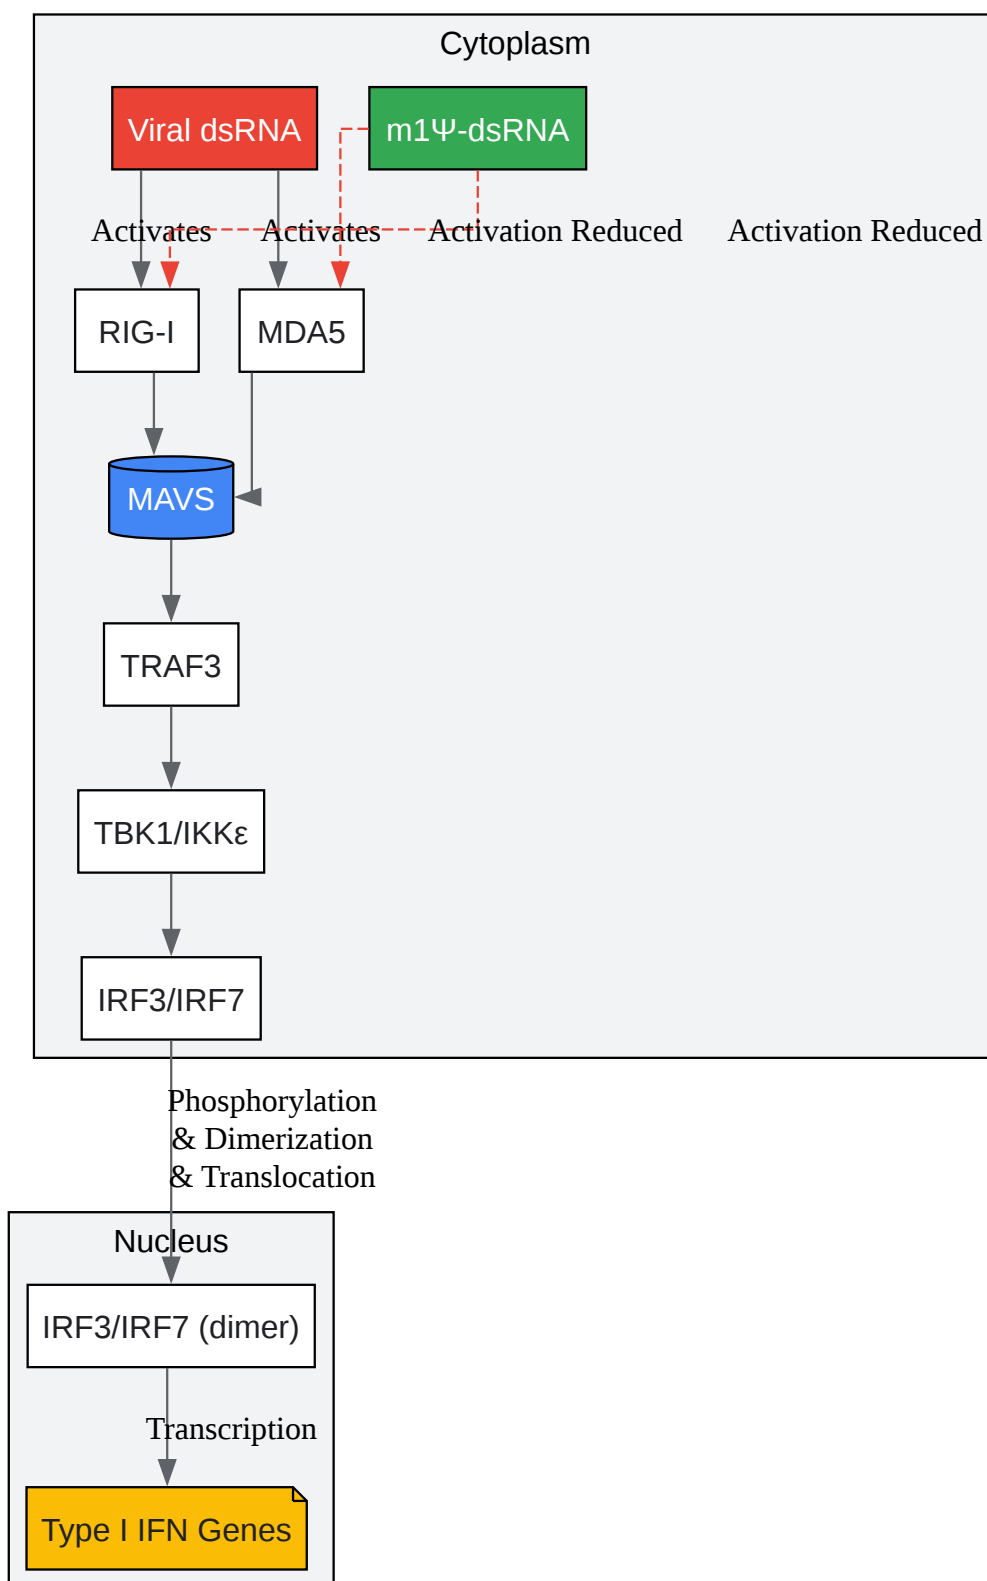 Cytoplasm
Viral dsRNA
m1Ψ-dsRNA
Activates
Activates
Activation Reduced
Activation Reduced
RIG-I
MDA5
MAVS
TRAF3
TBK1/IKKε
IRF3/IRF7
Phosphorylation
& Dimerization
& Translocation
Nucleus
IRF3/IRF7 (dimer)
Transcription
Type I IFN Genes